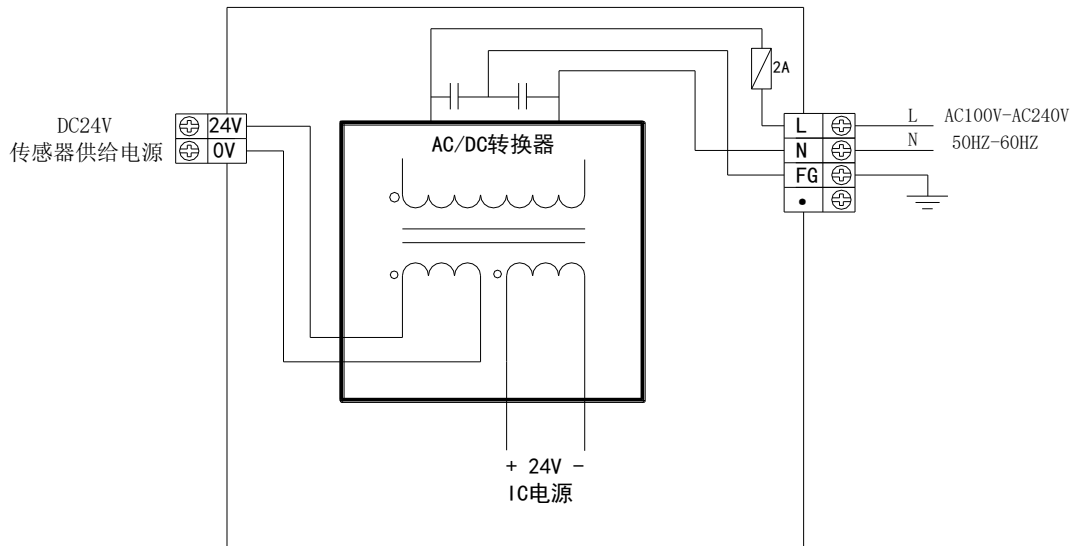 2A
L
AC100V-AC240V
N
50HZ-60HZ
DC24V
传感器供给电源
24V
0V
AC/DC转换器
L
N
FG
+ 24V -
IC电源